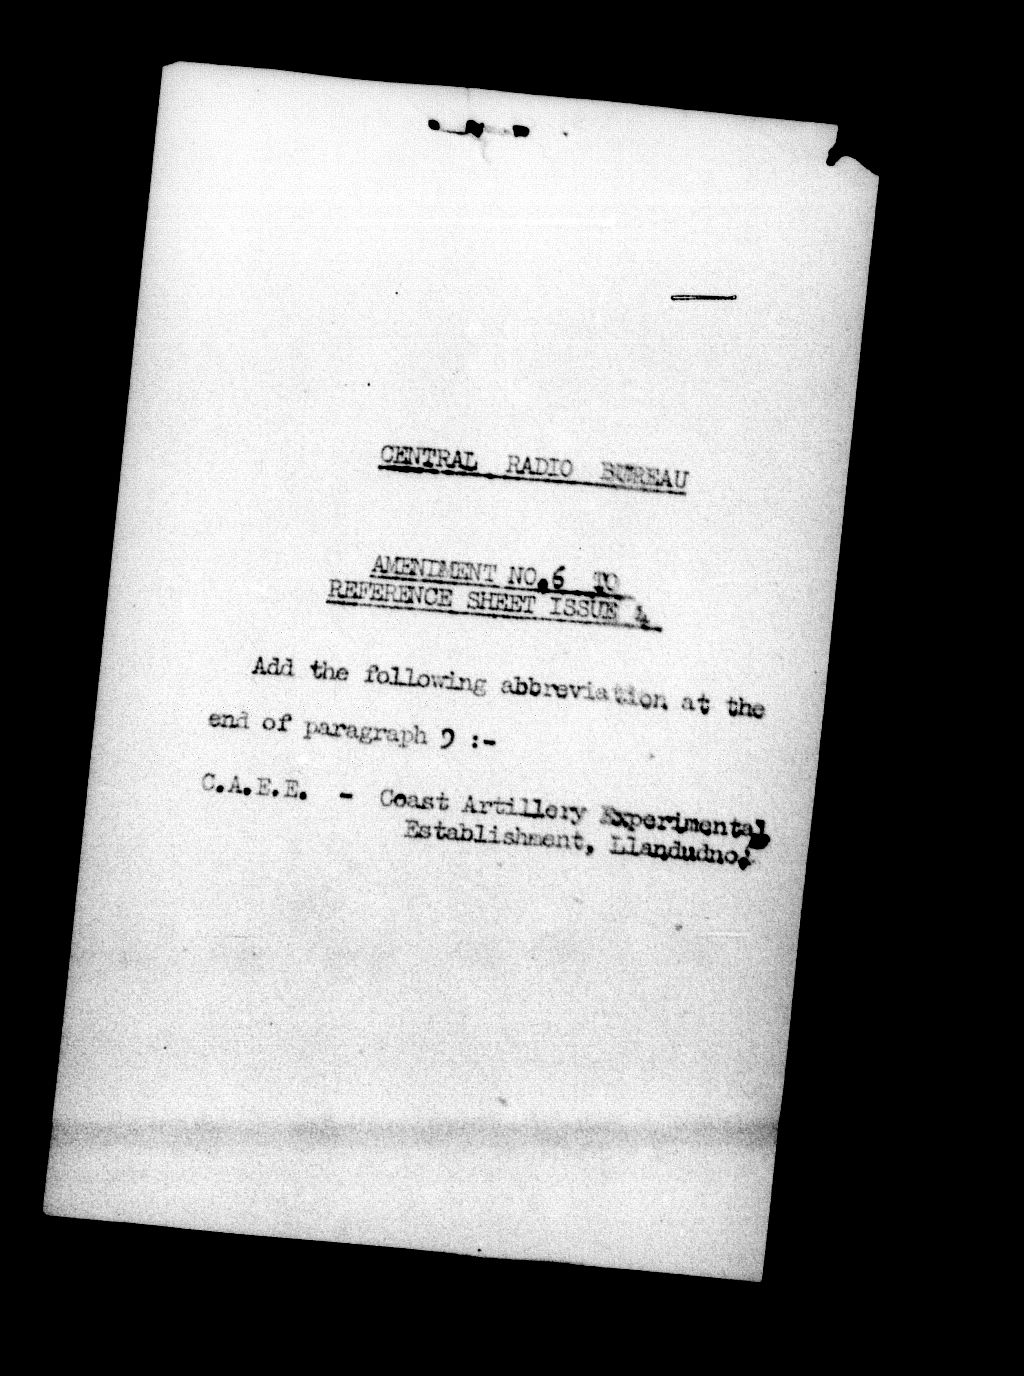 CENTRAL RADIO BUREAU
AMENDMENT NO.6 TO
REFERENCE SHEET ISSUE 4
Add the following abbreviation at the
end of paragraph 9 :-
C.A.E.E. - Coast Artillery Experimental
Establishment, Llandudno.